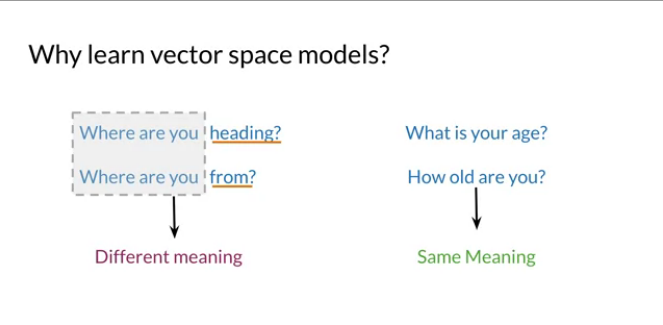 Why learn vector space models?
Where are you heading?
Where are you from?
Different meaning
What is your age?
How old are you?
Same Meaning